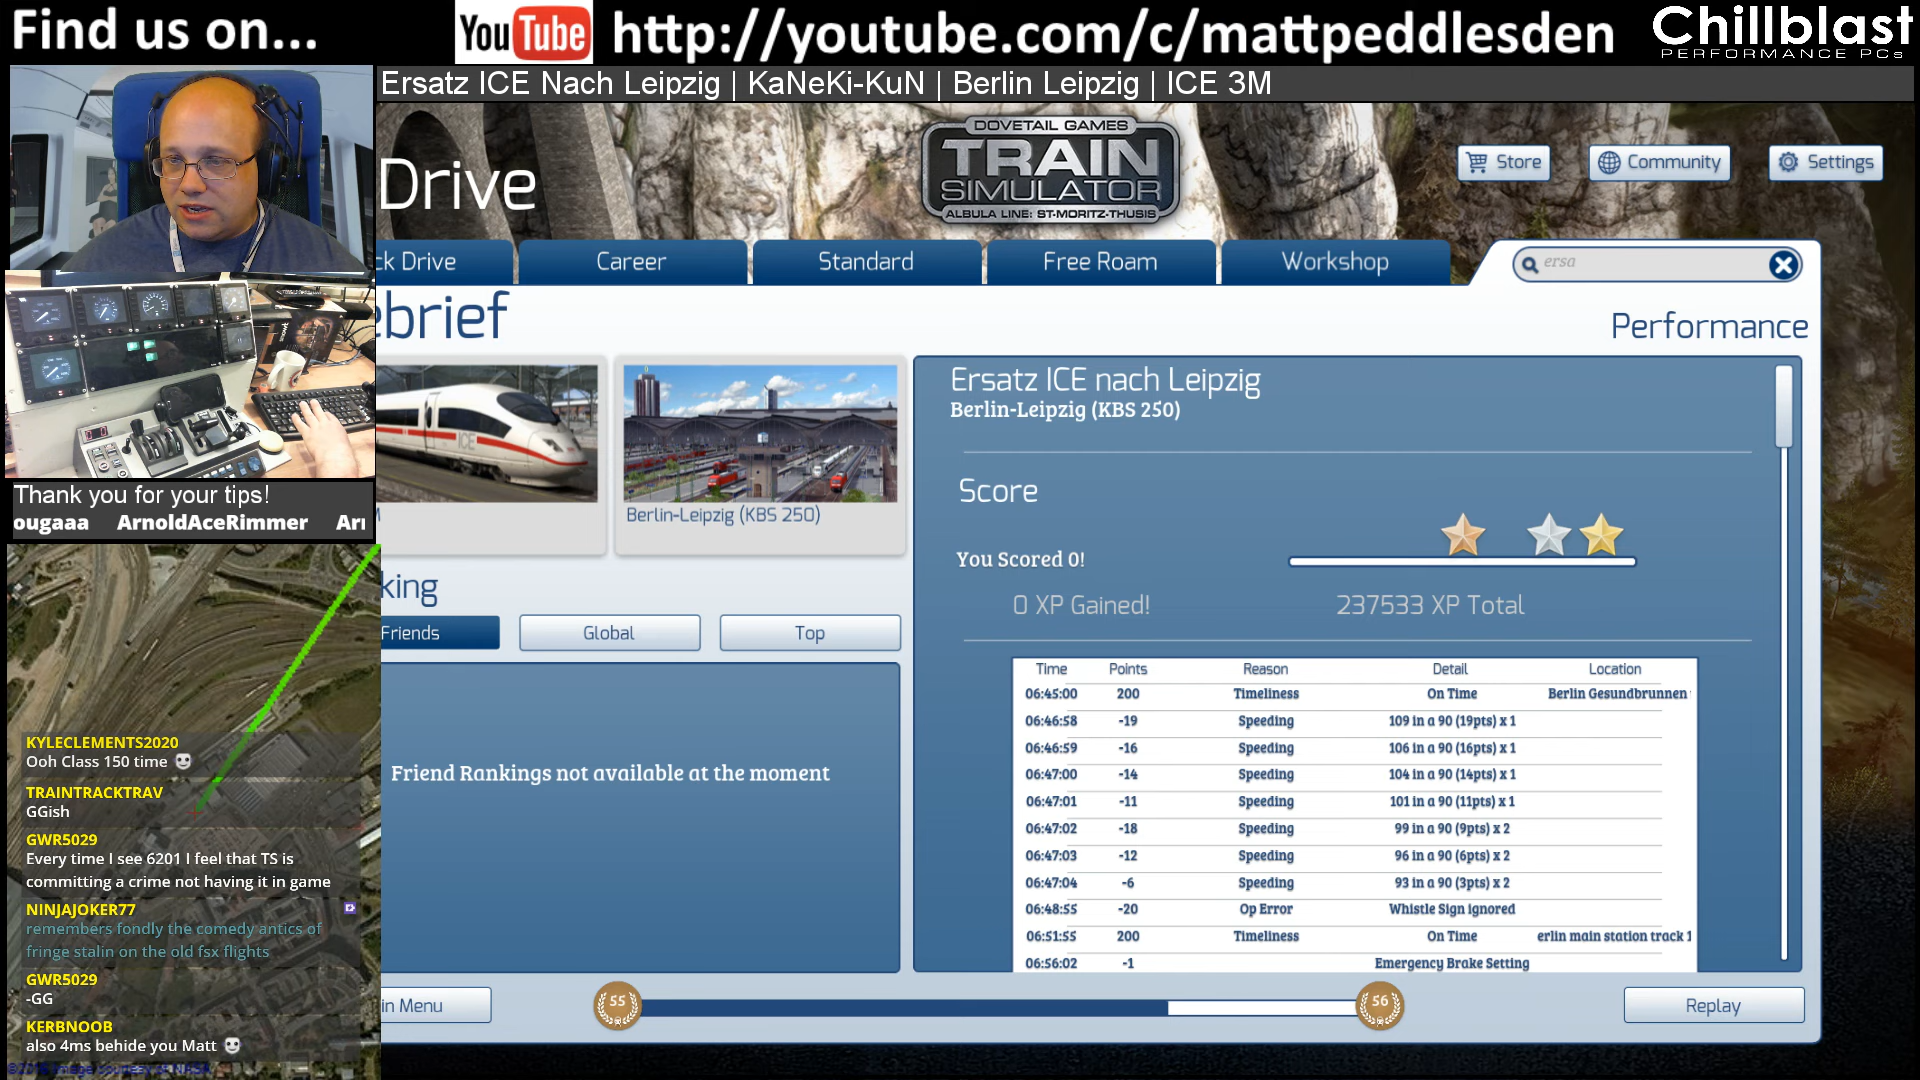 Find us on...
YouTube
http://youtube.com/c/mattpeddlesden
Chillblast
PERFORMANCE PCs
Ersatz ICE Nach Leipzig | KaNeKi-KuN | Berlin Leipzig | ICE 3M
Drive
DOVETAIL GAMES
TRAIN
SIMULATOR
ALBULA LINE: ST-MORITZ-THUSIS
Store
Community
Settings
ck Drive
Career
Standard
Free Roam
Workshop
ersa
ebrief
Performance
ICE
Berlin-Leipzig (KBS 250)
Ersatz ICE nach Leipzig
Berlin-Leipzig (KBS 250)
Score
You Scored 0!
0 XP Gained!
237533 XP Total
king
Friends
Global
Top
Friend Rankings not available at the moment
Time Points Reason Detail Location
06:45:00 200 Timeliness On Time Berlin Gesundbrunnen
06:46:58 -19 Speeding 109 in a 90 (19pts) x 1
06:46:59 -16 Speeding 106 in a 90 (16pts) x 1
06:47:00 -14 Speeding 104 in a 90 (14pts) x 1
06:47:01 -11 Speeding 101 in a 90 (11pts) x 1
06:47:02 -18 Speeding 99 in a 90 (9pts) x 2
06:47:03 -12 Speeding 96 in a 90 (6pts) x 2
06:47:04 -6 Speeding 93 in a 90 (3pts) x 2
06:48:55 -20 Op Error Whistle Sign ignored
06:51:55 200 Timeliness On Time erlin main station track 1
06:56:02 -1 Emergency Brake Setting
in Menu
55
56
Replay
Thank you for your tips!
ougaaa ArnoldAceRimmer Arn
KYLECLEMENTS2020
Ooh Class 150 time
TRAINTRACKTRAV
GGish
GWR5029
Every time I see 6201 I feel that TS is
committing a crime not having it in game
NINJAJOKER77
remembers fondly the comedy antics of
fringe stalin on the old fsx flights
GWR5029
-GG
KERBNOOB
also 4ms behide you Matt